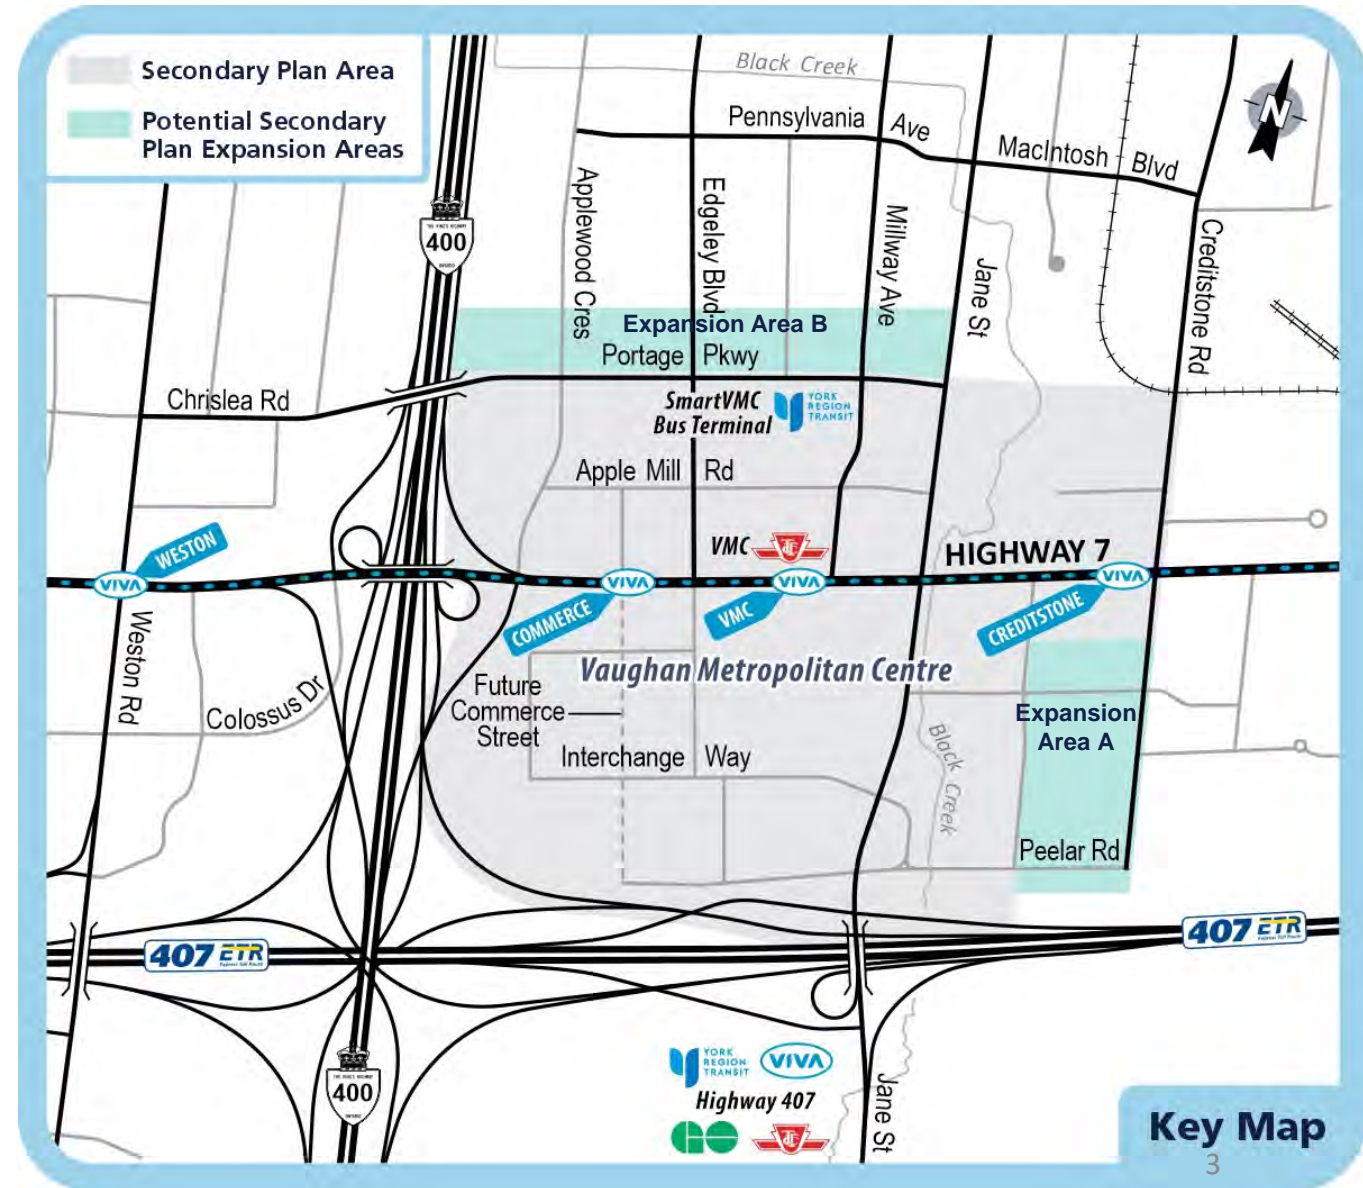 Secondary Plan Area
Potential Secondary
Plan Expansion Areas
Black Creek
Pennsylvania Ave
MacIntosh Blvd
N
400
Applewood Cres
Edgeley Blvd
Millway Ave
Jane St
Creditstone Rd
Expansion Area B
Portage Pkwy
Chrislea Rd
SmartVMC
Bus Terminal
YORK
REGION
TRANSIT
Apple Mill Rd
WESTON
VMC
HIGHWAY 7
VIVA
VIVA
VIVA
VIVA
COMMERCE
VMC
CREDITSTONE
Weston Rd
Vaughan Metropolitan Centre
Colossus Dr
Future
Commerce
Street
Expansion
Area A
Interchange Way
Black Creek
Peelar Rd
407 ETR
407 ETR
400
YORK
REGION
TRANSIT
VIVA
Highway 407
GO
Jane St
Key Map
3